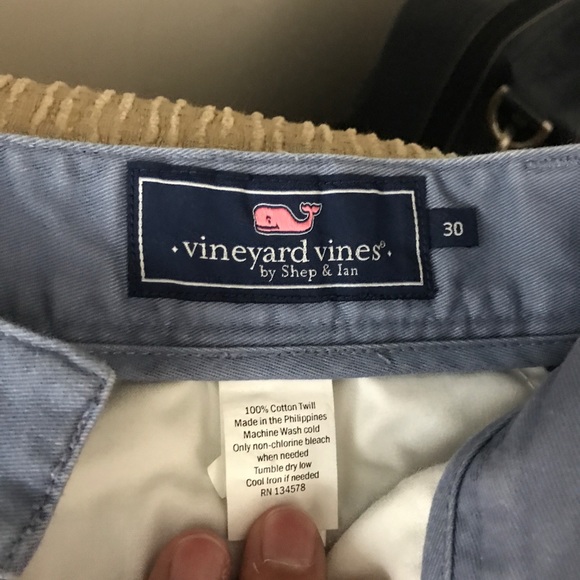 · vineyard vines® ·
by Shep & Ian
30
100% Cotton Twill
Made in the Philippines
Machine Wash cold
Only non-chlorine bleach
when needed
Tumble dry low
Cool Iron if needed
RN 134578